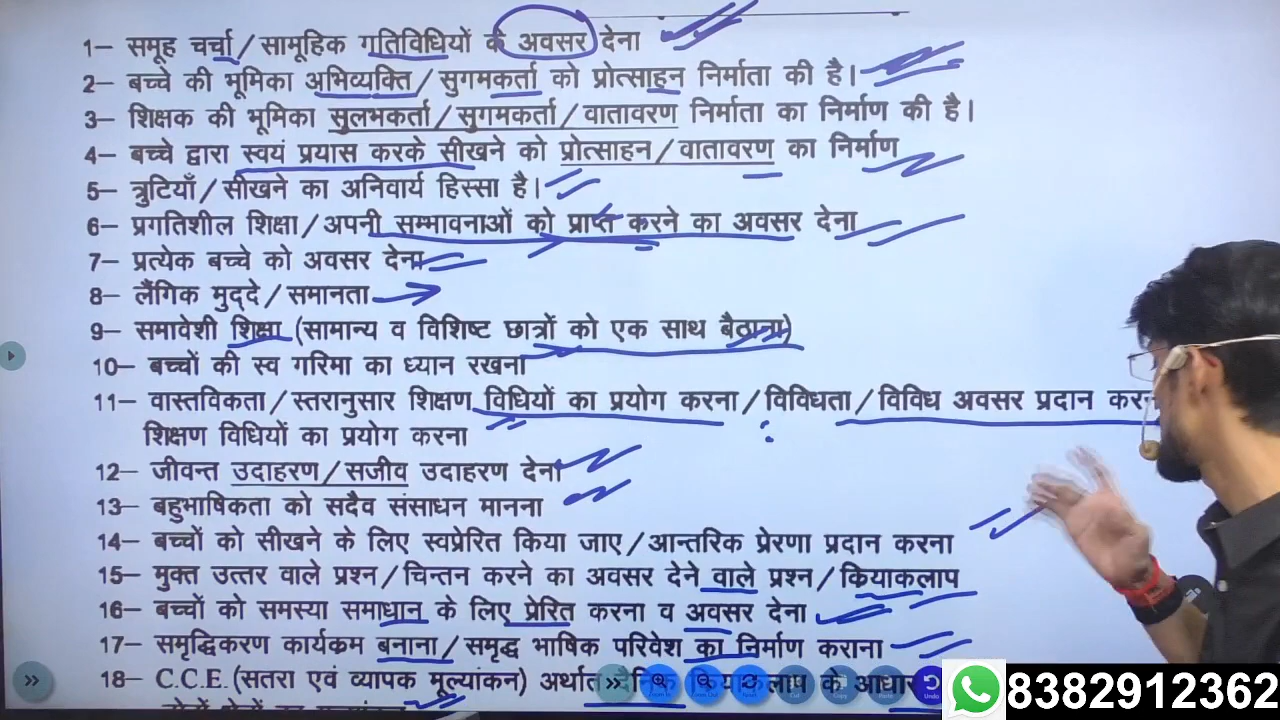 1– समूह चर्चा/सामूहिक गतिविधियों के अवसर देना
2– बच्चे की भूमिका अभिव्यक्ति/सुगमकर्ता को प्रोत्साहन निर्माता की है।
3– शिक्षक की भूमिका सुलभकर्ता/सुगमकर्ता/वातावरण निर्माता का निर्माण की है।
4– बच्चे द्वारा स्वयं प्रयास करके सीखने को प्रोत्साहन/वातावरण का निर्माण
5– त्रुटियाँ/सीखने का अनिवार्य हिस्सा है।
6– प्रगतिशील शिक्षा/अपनी सम्भावनाओं को प्राप्त करने का अवसर देना
7– प्रत्येक बच्चे को अवसर देना
8– लैंगिक मुद्दे/समानता
9– समावेशी शिक्षा (सामान्य व विशिष्ट छात्रों को एक साथ बैठाना)
10– बच्चों की स्व गरिमा का ध्यान रखना
11– वास्तविकता/स्तरानुसार शिक्षण विधियों का प्रयोग करना/विविधता/विविध अवसर प्रदान
शिक्षण विधियों का प्रयोग करना
12– जीवन्त उदाहरण/सजीव उदाहरण देना
13– बहुभाषिकता को सदैव संसाधन मानना
14– बच्चों को सीखने के लिए स्वप्रेरित किया जाए/आन्तरिक प्रेरणा प्रदान करना
15– मुक्त उत्तर वाले प्रश्न/चिन्तन करने का अवसर देने वाले प्रश्न/कियाकलाप
16– बच्चों को समस्या समाधान के लिए प्रेरित करना व अवसर देना
17– समृद्धिकरण कार्यकम बनाना/समृद्ध भाषिक परिवेश का निर्माण कराना
18– C.C.E. (सतरा एवं व्यापक मूल्यांकन) अर्थात के आधार
Undo
8382912362